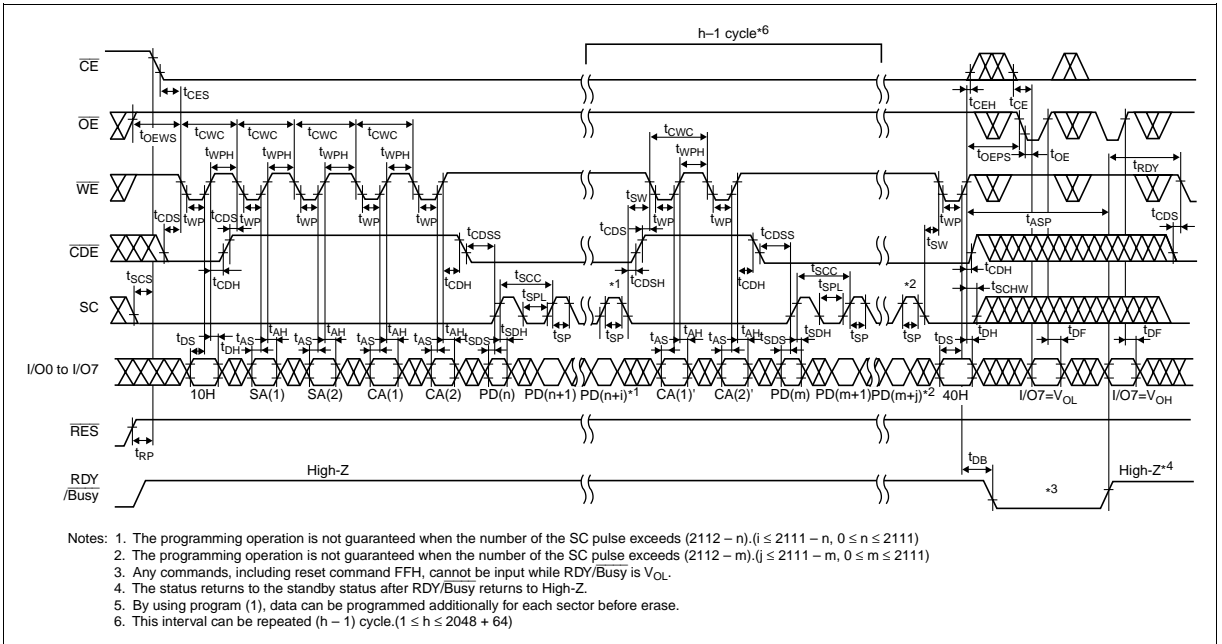 h–1 cycle*6
CE
tCES
tCEH tCE
OE
tOEWS tCWC tCWC tCWC tCWC tCWC
tOEPS tOE
tWPH tWPH tWPH tWPH tWPH
tRDY
WE
tCDS tWP tCDS tWP tWP tWP tWP tSW tWP tWP tWP tSW
tASP
tCDS
CDE
tCDS tCDSS tCDSS
tCDH tCDH tCDSH tCDH tCDH
tSCS tSCC tSCC tSCHW
SC
tSPL *1 tSPL *2
tSP tSP tSP tSP
tDS tDH tAS tAH tAS tAH tAS tAH tAS tAH tSDS tSDH tAS tAH tAS tAH tSDS tSDH tDS tDH tDF tDF
I/O0 to I/O7
10H SA(1) SA(2) CA(1) CA(2) PD(n) PD(n+1) PD(n+i)*1 CA(1)' CA(2)' PD(m) PD(m+1) PD(m+j)*2 40H I/O7=VOL I/O7=VOH
RES
tRP
tDB
RDY
/Busy
High-Z
*3
High-Z*4
Notes: 1. The programming operation is not guaranteed when the number of the SC pulse exceeds (2112 – n).(i ≤ 2111 – n, 0 ≤ n ≤ 2111)
2. The programming operation is not guaranteed when the number of the SC pulse exceeds (2112 – m).(j ≤ 2111 – m, 0 ≤ m ≤ 2111)
3. Any commands, including reset command FFH, cannot be input while RDY/Busy is VOL.
4. The status returns to the standby status after RDY/Busy returns to High-Z.
5. By using program (1), data can be programmed additionally for each sector before erase.
6. This interval can be repeated (h – 1) cycle.(1 ≤ h ≤ 2048 + 64)